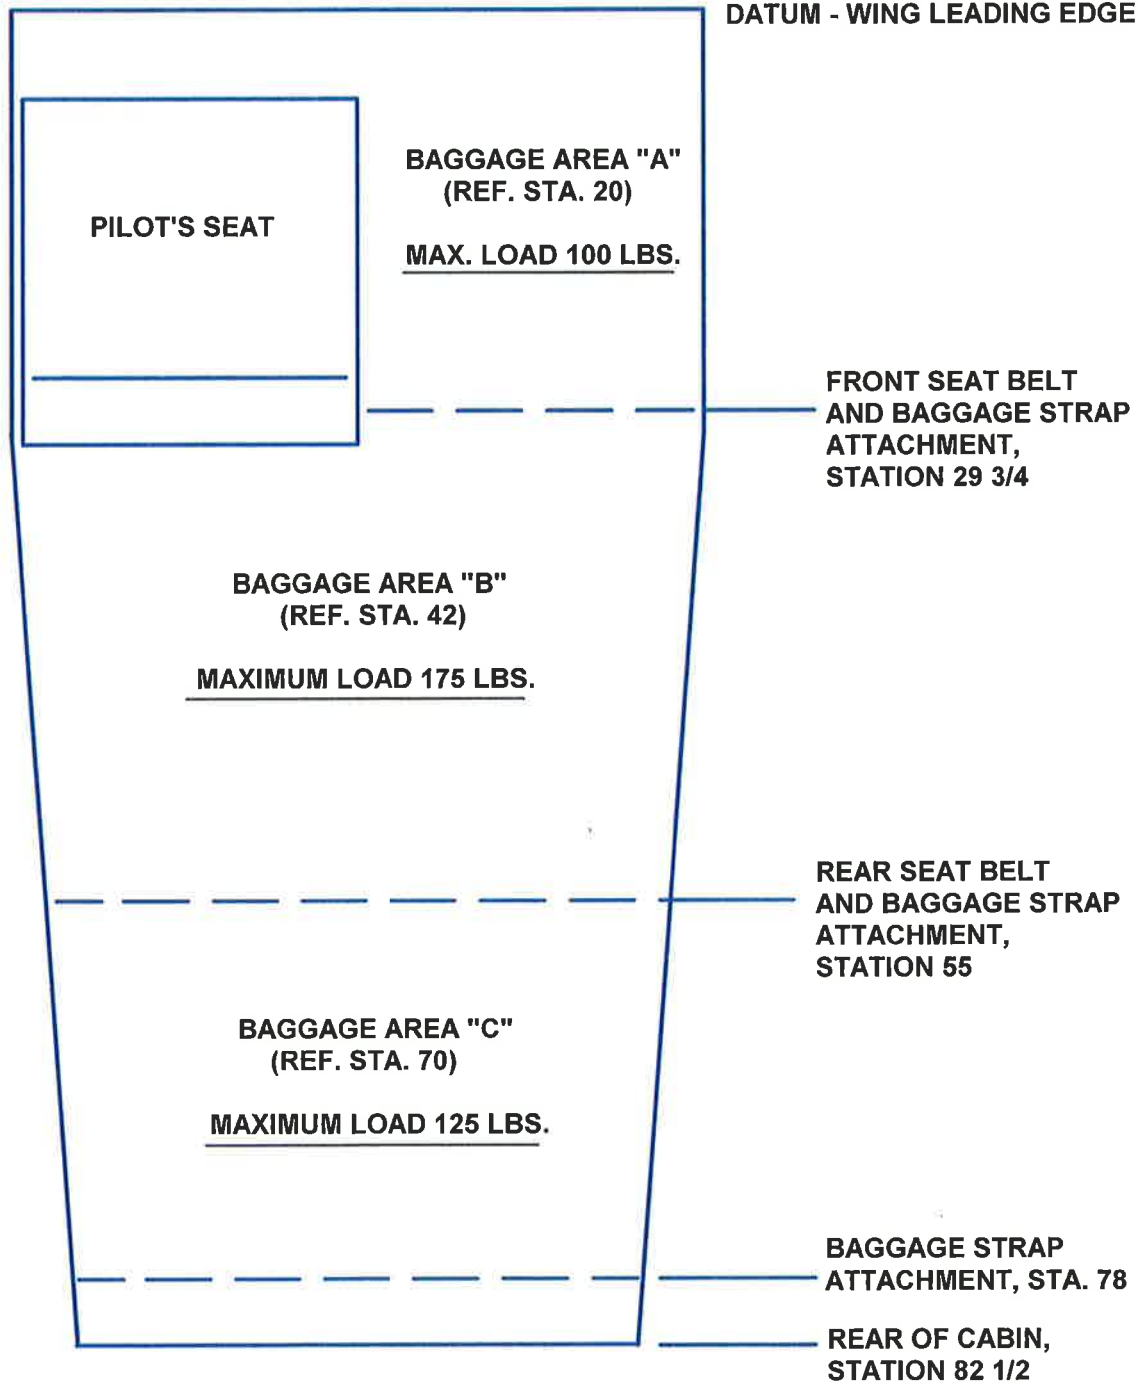 DATUM - WING LEADING EDGE
BAGGAGE AREA "A"
(REF. STA. 20)
MAX. LOAD 100 LBS.
PILOT'S SEAT
FRONT SEAT BELT
AND BAGGAGE STRAP
ATTACHMENT,
STATION 29 3/4
BAGGAGE AREA "B"
(REF. STA. 42)
MAXIMUM LOAD 175 LBS.
REAR SEAT BELT
AND BAGGAGE STRAP
ATTACHMENT,
STATION 55
BAGGAGE AREA "C"
(REF. STA. 70)
MAXIMUM LOAD 125 LBS.
BAGGAGE STRAP
ATTACHMENT, STA. 78
REAR OF CABIN,
STATION 82 1/2